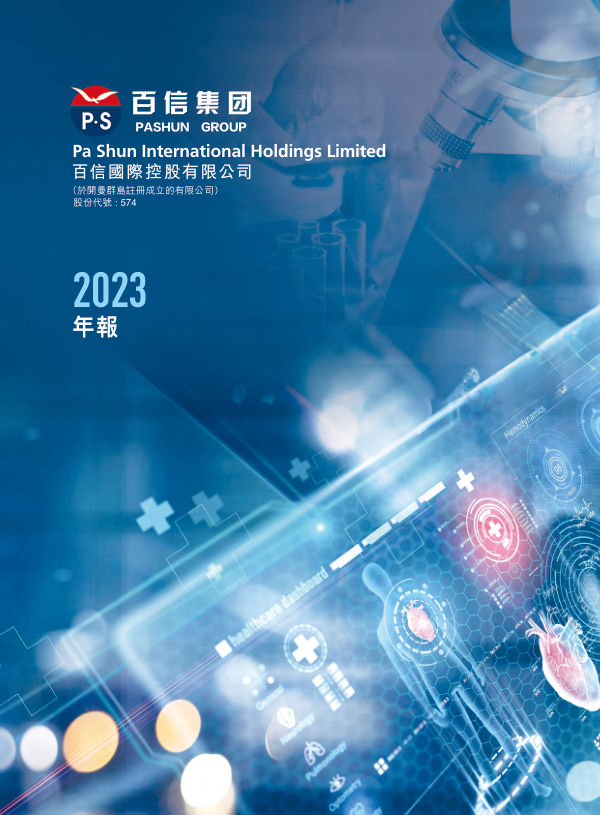 百信集团
P·S
PASHUN GROUP
Pa Shun International Holdings Limited
百信國際控股有限公司
(於開曼群島註冊成立的有限公司)
股份代號 : 574
2023
年報
Hemodynamics
healthcare dashboard
General
Neurology
Pulmonology
Optometry